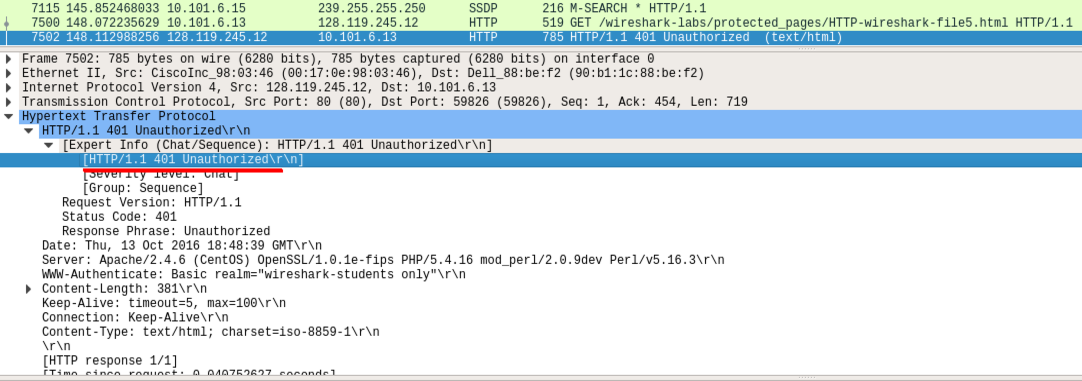 7115 145.852468033 10.101.6.15 239.255.255.250 SSDP 216 M-SEARCH * HTTP/1.1
7500 148.072235629 10.101.6.13 128.119.245.12 HTTP 519 GET /wireshark-labs/protected_pages/HTTP-wireshark-file5.html HTTP/1.1
7502 148.112988256 128.119.245.12 10.101.6.13 HTTP 785 HTTP/1.1 401 Unauthorized (text/html)
Frame 7502: 785 bytes on wire (6280 bits), 785 bytes captured (6280 bits) on interface 0
Ethernet II, Src: CiscoInc_98:03:46 (00:17:0e:98:03:46), Dst: Dell_88:be:f2 (90:b1:1c:88:be:f2)
Internet Protocol Version 4, Src: 128.119.245.12, Dst: 10.101.6.13
Transmission Control Protocol, Src Port: 80 (80), Dst Port: 59826 (59826), Seq: 1, Ack: 454, Len: 719
Hypertext Transfer Protocol
HTTP/1.1 401 Unauthorized\r\n
[Expert Info (Chat/Sequence): HTTP/1.1 401 Unauthorized\r\n]
[HTTP/1.1 401 Unauthorized\r\n]
[Severity level: Chat]
[Group: Sequence]
Request Version: HTTP/1.1
Status Code: 401
Response Phrase: Unauthorized
Date: Thu, 13 Oct 2016 18:48:39 GMT\r\n
Server: Apache/2.4.6 (CentOS) OpenSSL/1.0.1e-fips PHP/5.4.16 mod_perl/2.0.9dev Perl/v5.16.3\r\n
WWW-Authenticate: Basic realm="wireshark-students only"\r\n
Content-Length: 381\r\n
Keep-Alive: timeout=5, max=100\r\n
Connection: Keep-Alive\r\n
Content-Type: text/html; charset=iso-8859-1\r\n
\r\n
[HTTP response 1/1]
[Time since request: 0.040752627 seconds]